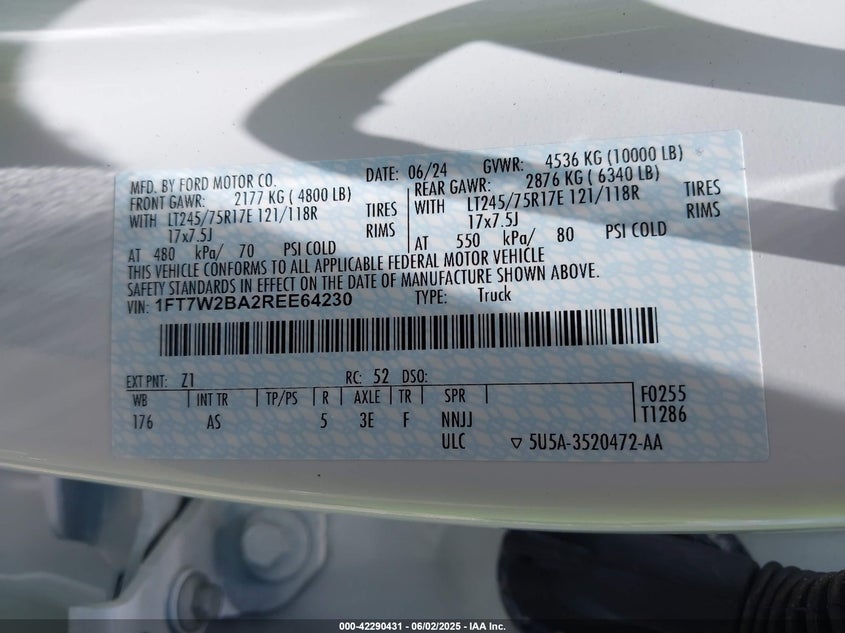 MFD. BY FORD MOTOR CO. DATE: 06/24 GVWR: 4536 KG (10000 LB)
FRONT GAWR: 2177 KG ( 4800 LB) REAR GAWR: 2876 KG ( 6340 LB)
WITH LT245/75R17E 121/118R TIRES WITH LT245/75R17E 121/118R TIRES
17x7.5J RIMS 17x7.5J RIMS
AT 480 kPa/ 70 PSI COLD AT 550 kPa/ 80 PSI COLD
THIS VEHICLE CONFORMS TO ALL APPLICABLE FEDERAL MOTOR VEHICLE
SAFETY STANDARDS IN EFFECT ON THE DATE OF MANUFACTURE SHOWN ABOVE.
VIN: 1FT7W2BA2REE64230 TYPE: Truck
EXT PNT: Z1 RC: 52 DSO:
WB INT TR TP/PS R AXLE TR SPR F0255
176 AS 5 3E F NNJJ T1286
ULC ▽ 5U5A-3520472-AA
000-42290431 - 06/02/2025 - IAA Inc.